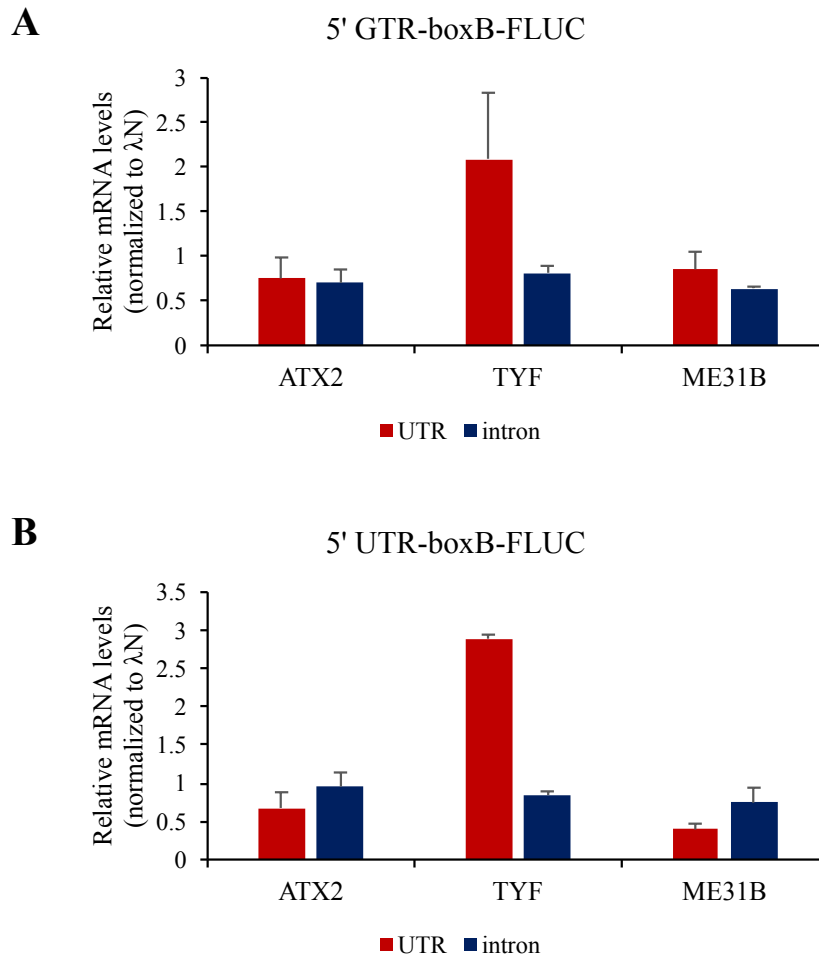 A
5' GTR-boxB-FLUC
Relative mRNA levels
(normalized to λN)
3
2.5
2
1.5
1
0.5
0
ATX2 TYF ME31B
UTR intron
B
5' UTR-boxB-FLUC
Relative mRNA levels
(normalized to λN)
3.5
3
2.5
2
1.5
1
0.5
0
ATX2 TYF ME31B
UTR intron